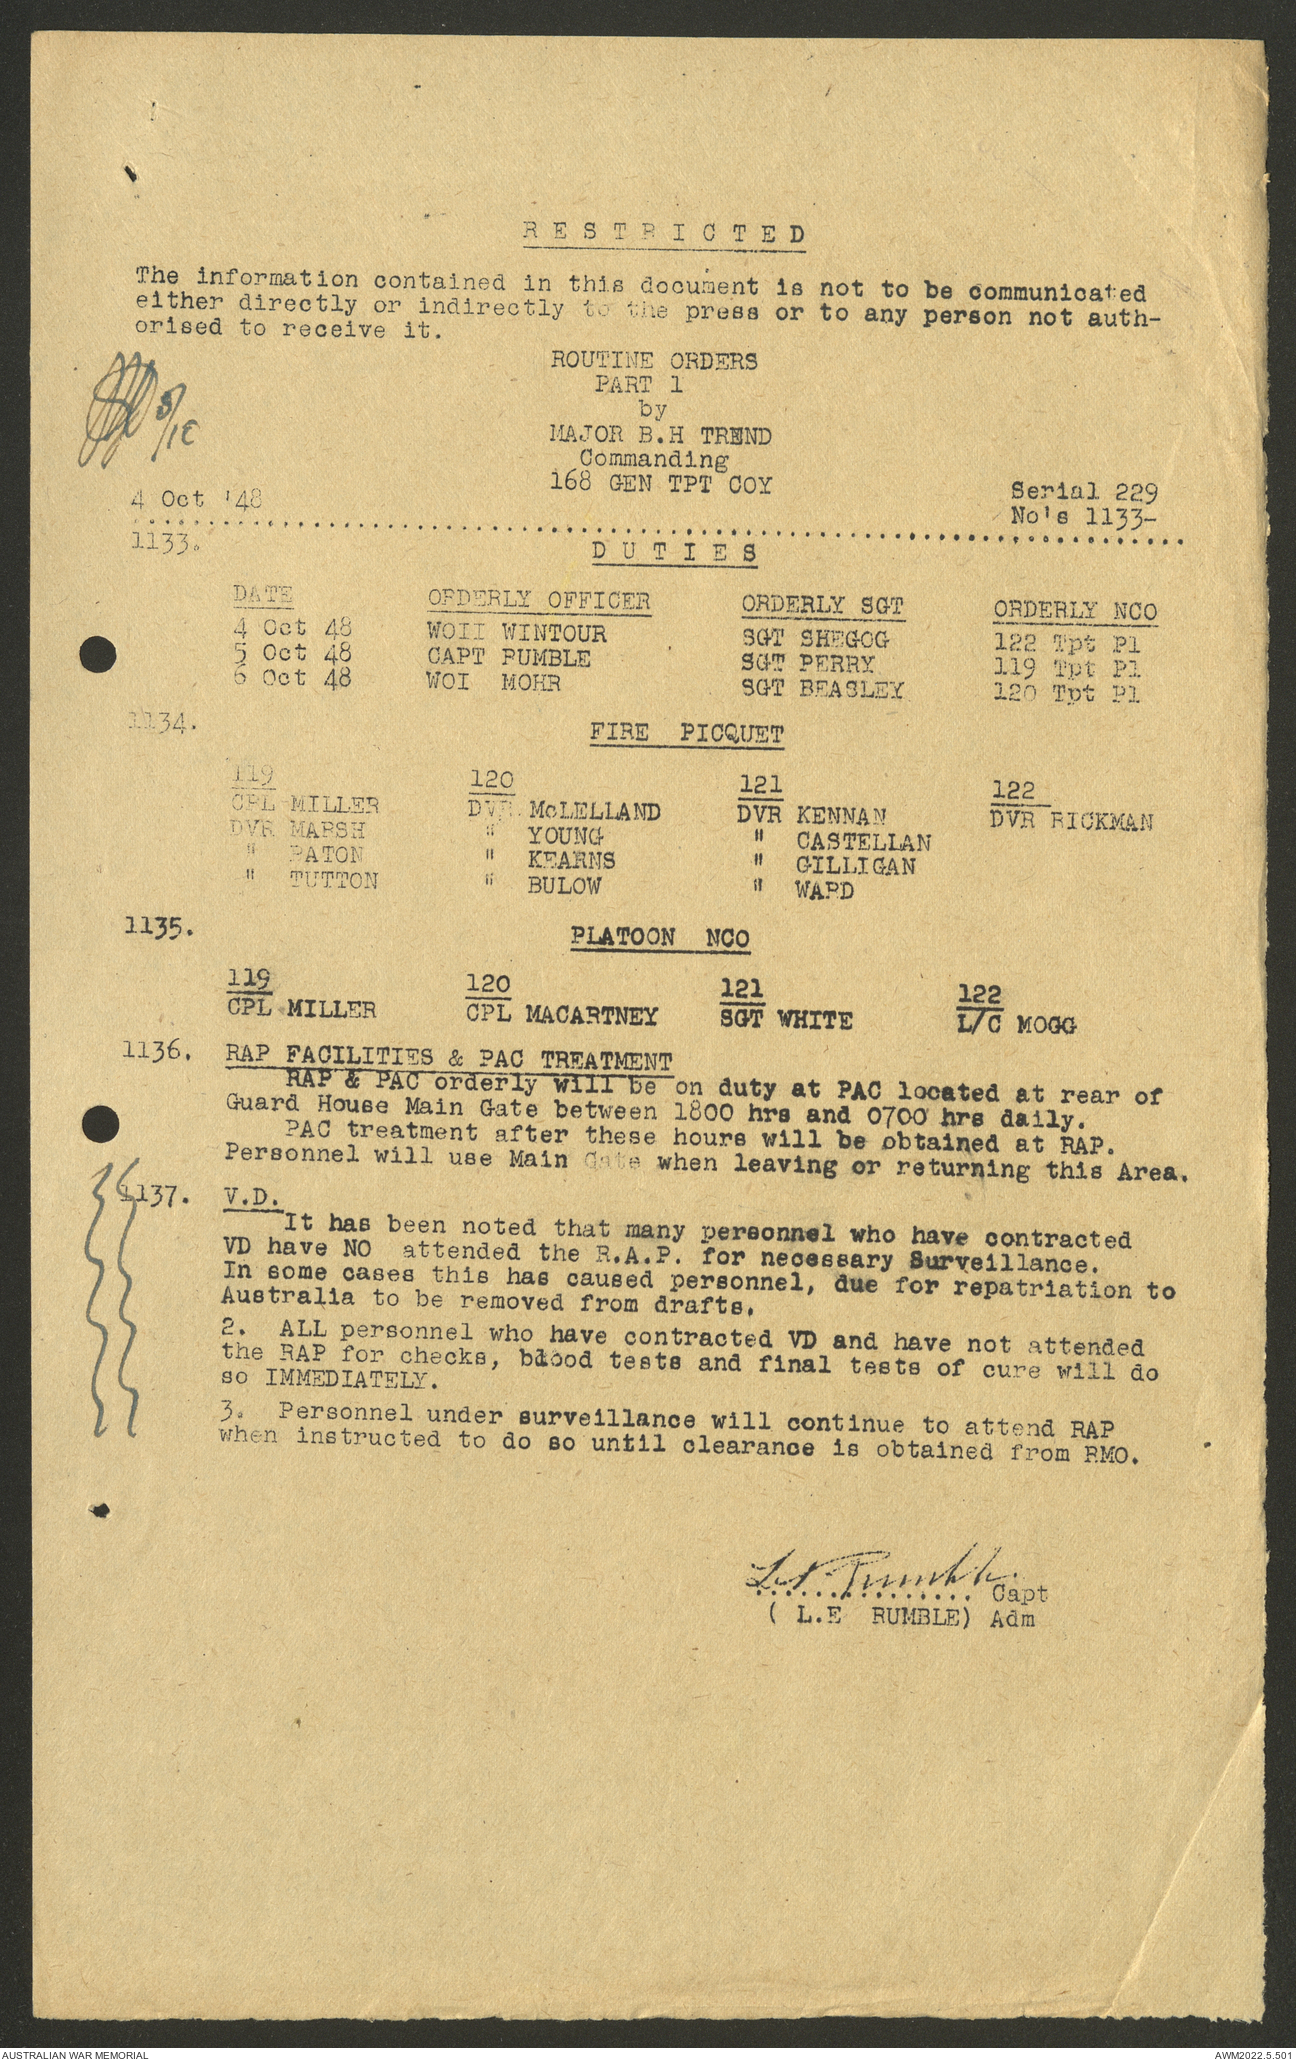 RESTRICTED
The information contained in this document is not to be communicated
either directly or indirectly to the press or to any person not auth-
orised to receive it.
ROUTINE ORDERS
PART 1
by
MAJOR B.H TREND
Commanding
168 GEN TPT COY
4 Oct '48 Serial 229
No's 1133-
1133. DUTIES
DATE ORDERLY OFFICER ORDERLY SGT ORDERLY NCO
4 Oct 48 WOII WINTOUR SGT SHEGOG 122 Tpt Pl
5 Oct 48 CAPT RUMBLE SGT PERRY 119 Tpt Pl
6 Oct 48 WOI MOHR SGT BEASLEY 120 Tpt Pl
1134. FIRE PICQUET
119 120 121 122
CPL MILLER DVR McLELLAND DVR KENNAN DVR RICKMAN
DVR MARSH " YOUNG " CASTELLAN
" PATON " KEARNS " GILLIGAN
" TUTTON " BULOW " WARD
1135. PLATOON NCO
119 120 121 122
CPL MILLER CPL MACARTNEY SGT WHITE L/C MOGG
1136. RAP FACILITIES & PAC TREATMENT
RAP & PAC orderly will be on duty at PAC located at rear of
Guard House Main Gate between 1800 hrs and 0700 hrs daily.
PAC treatment after these hours will be obtained at RAP.
Personnel will use Main Gate when leaving or returning this Area.
1137. V.D.
It has been noted that many personnel who have contracted
VD have NO attended the R.A.P. for necessary Surveillance.
In some cases this has caused personnel, due for repatriation to
Australia to be removed from drafts.
2. ALL personnel who have contracted VD and have not attended
the RAP for checks, blood tests and final tests of cure will do
so IMMEDIATELY.
3. Personnel under surveillance will continue to attend RAP
when instructed to do so until clearance is obtained from RMO.
L.E. Rumble.
............... Capt
( L.E RUMBLE) Adm
AUSTRALIAN WAR MEMORIAL AWM2022.5.501